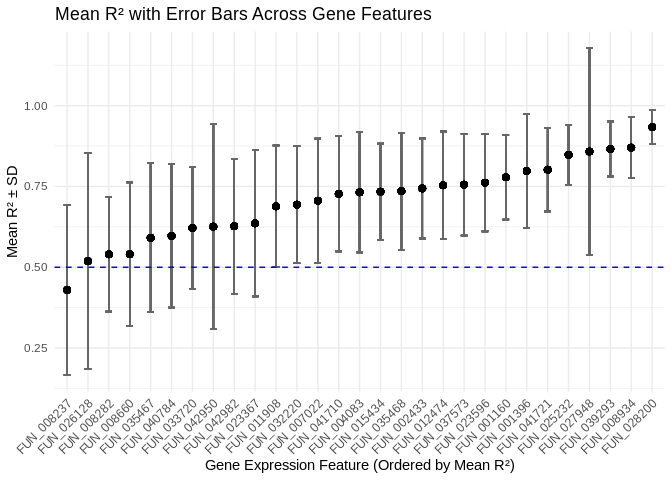 Mean R² with Error Bars Across Gene Features
Mean R² ± SD
1.00
0.75
0.50
0.25
FUN_008237
FUN_026128
FUN_008282
FUN_008660
FUN_035467
FUN_040784
FUN_033720
FUN_042950
FUN_042982
FUN_023367
FUN_011908
FUN_032220
FUN_007022
FUN_041710
FUN_004083
FUN_015434
FUN_035468
FUN_002433
FUN_012474
FUN_037573
FUN_023596
FUN_001160
FUN_001396
FUN_041721
FUN_025232
FUN_027948
FUN_039293
FUN_008934
FUN_028200
Gene Expression Feature (Ordered by Mean R²)